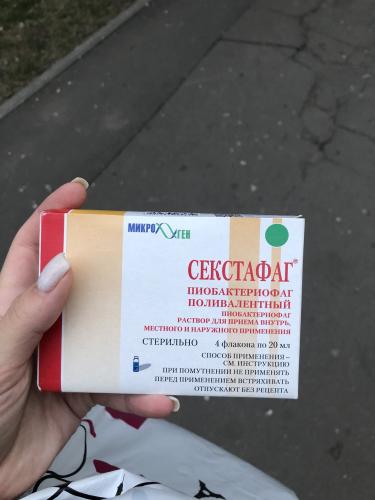 МИКРОГЕН
СЕКСТАФАГ®
ПИОБАКТЕРИОФАГ
ПОЛИВАЛЕНТНЫЙ
ПИОБАКТЕРИОФАГ
РАСТВОР ДЛЯ ПРИЕМА ВНУТРЬ,
МЕСТНОГО И НАРУЖНОГО ПРИМЕНЕНИЯ
СТЕРИЛЬНО 4 флакона по 20 мл
СПОСОБ ПРИМЕНЕНИЯ –
СМ. ИНСТРУКЦИЮ
ПРИ ПОМУТНЕНИИ НЕ ПРИМЕНЯТЬ
ПЕРЕД ПРИМЕНЕНИЕМ ВСТРЯХИВАТЬ
ОТПУСКАЮТ БЕЗ РЕЦЕПТА